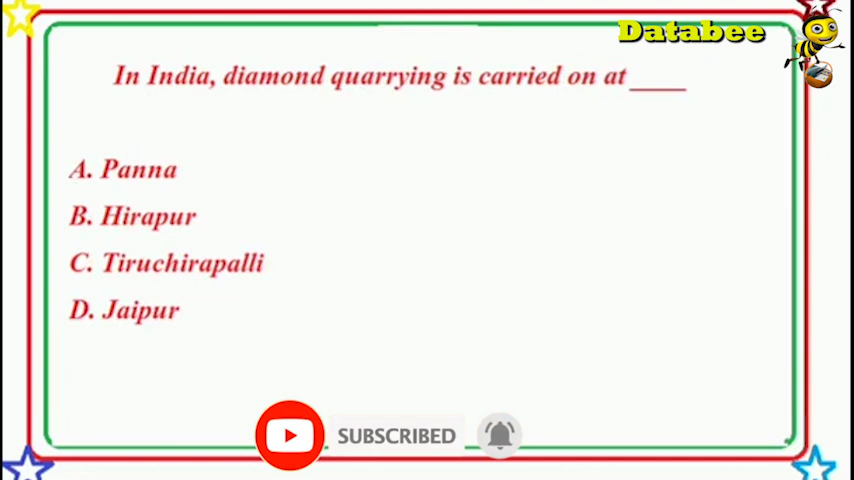 Databee
In India, diamond quarrying is carried on at ____
A. Panna
B. Hirapur
C. Tiruchirapalli
D. Jaipur
SUBSCRIBED